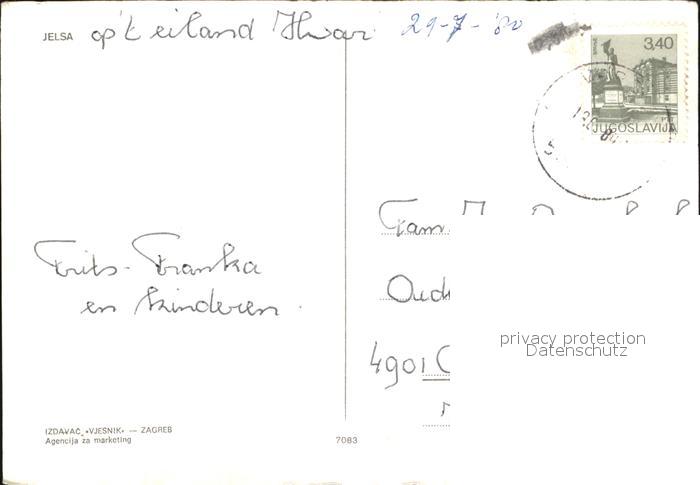 JELSA op't eiland Hvar 29-7-'80
3,40
JUGOSLAVIJA
Fam.
Frits - Franka
en kinderen.
privacy protection
Datenschutz
4901
IZDAVAČ »VJESNIK« — ZAGREB
Agencija za marketing
7083